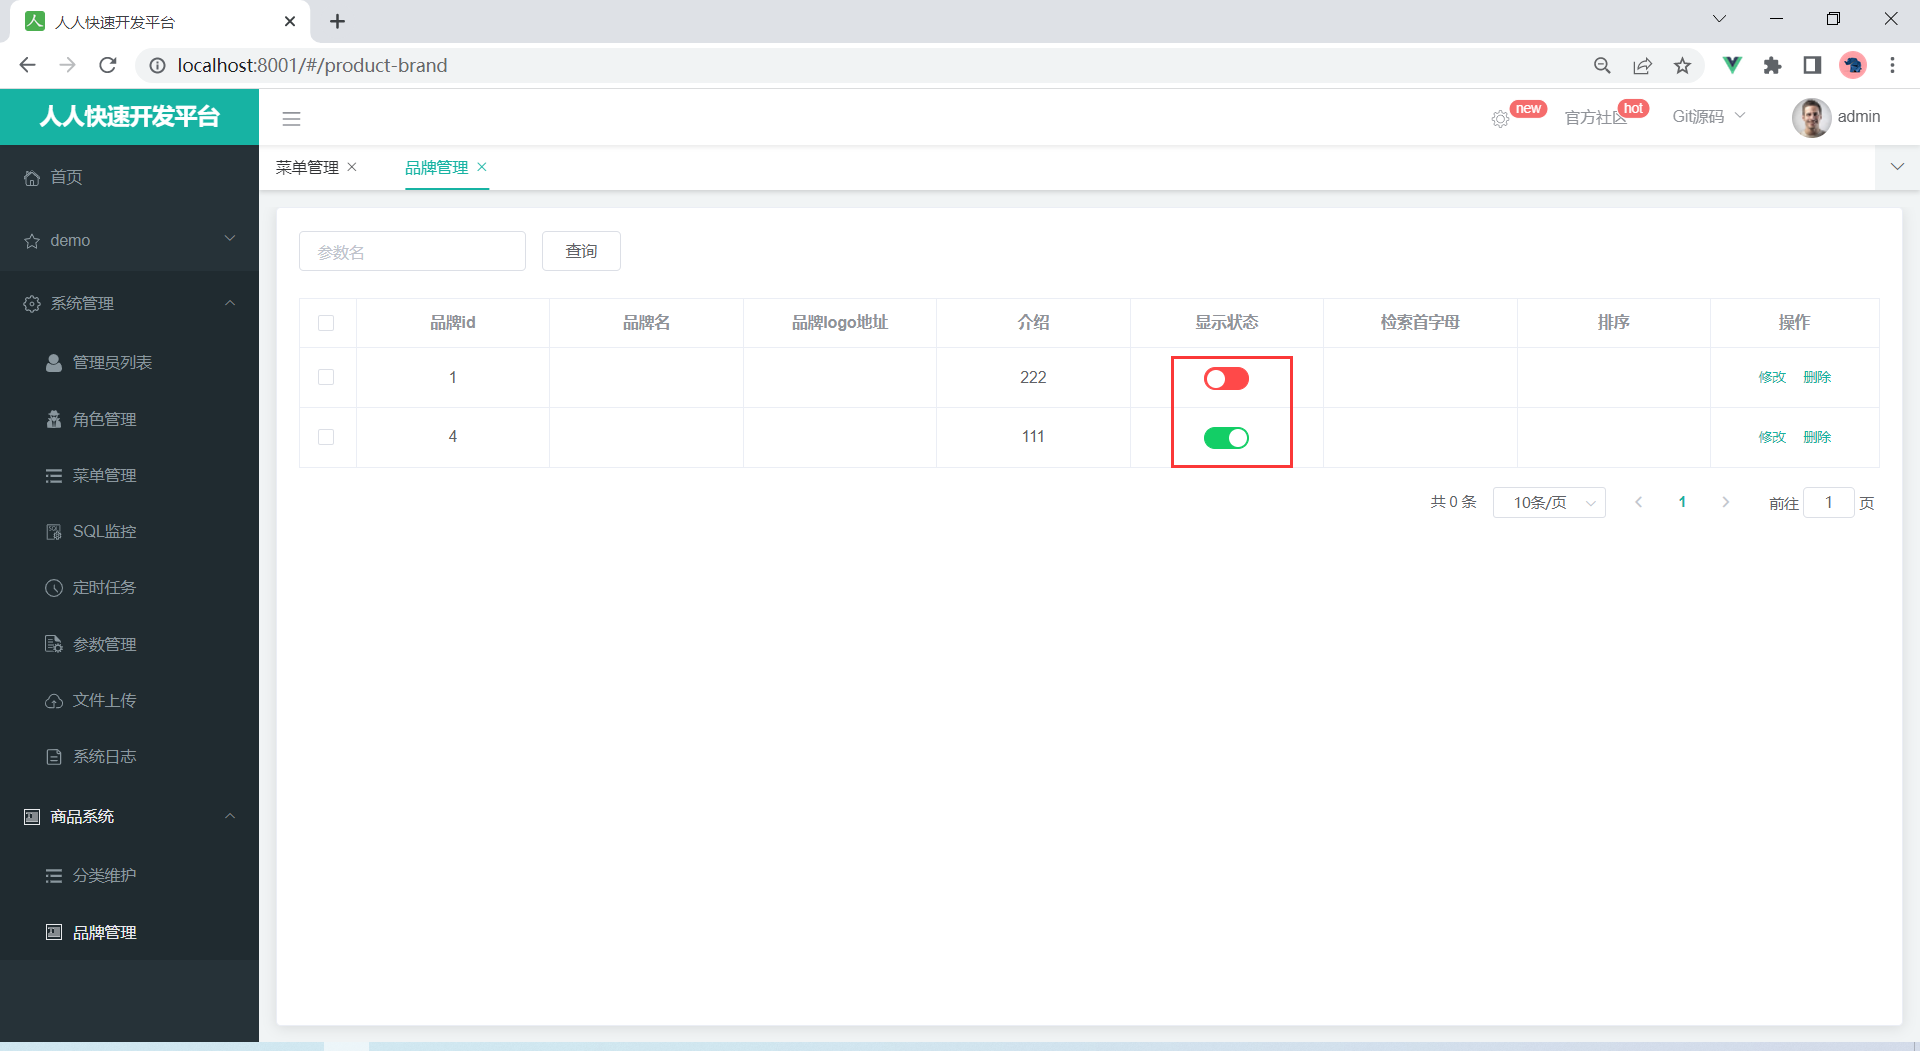 人人快速开发平台
localhost:8001/#/product-brand
人人快速开发平台
new
官方社区
hot
Git源码
admin
菜单管理
品牌管理
首页
demo
系统管理
管理员列表
角色管理
菜单管理
SQL监控
定时任务
参数管理
文件上传
系统日志
商品系统
分类维护
品牌管理
参数名
查询
品牌id 品牌名 品牌logo地址 介绍 显示状态 检索首字母 排序 操作
1 222 修改 删除
4 111 修改 删除
共 0 条 10条/页 1 前往 1 页